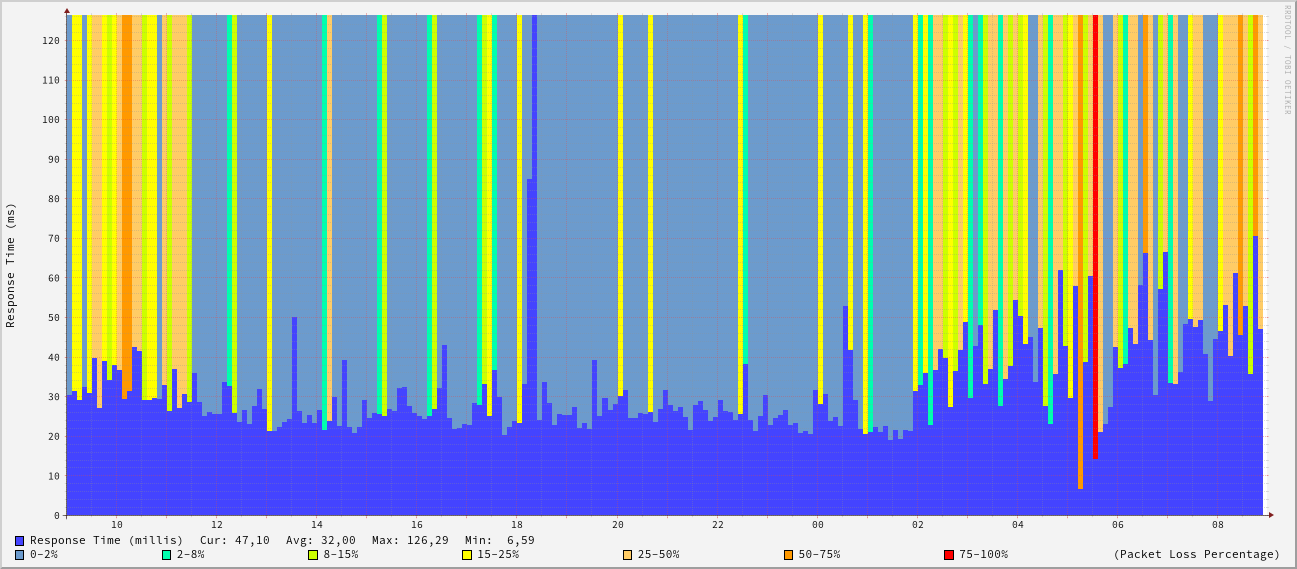 RRDTOOL / TOBI OETIKER
Response Time (ms)
120
110
100
90
80
70
60
50
40
30
20
10
0
10 12 14 16 18 20 22 00 02 04 06 08
Response Time (millis) Cur: 47,10 Avg: 32,00 Max: 126,29 Min: 6,59
0-2% 2-8% 8-15% 15-25% 25-50% 50-75% 75-100% (Packet Loss Percentage)